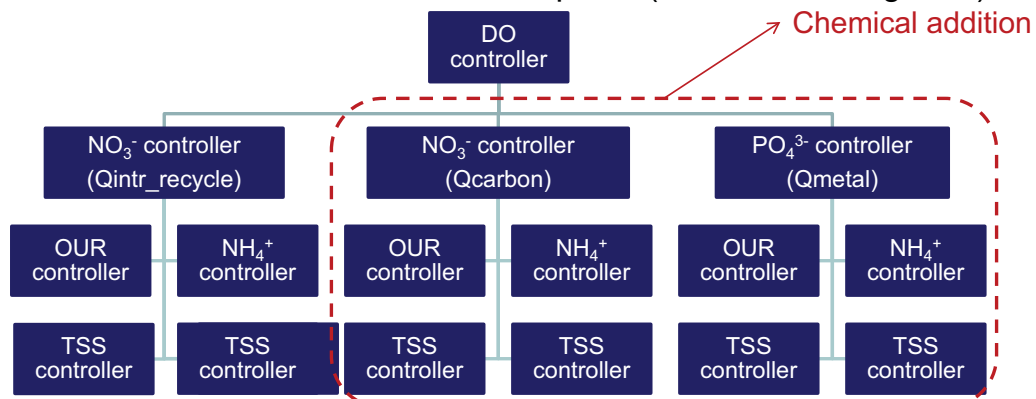 Chemical addition
DO
controller
NO₃⁻ controller
(Qintr_recycle)
NO₃⁻ controller
(Qcarbon)
PO₄³⁻ controller
(Qmetal)
OUR
controller
NH₄⁺
controller
OUR
controller
NH₄⁺
controller
OUR
controller
NH₄⁺
controller
TSS
controller
TSS
controller
TSS
controller
TSS
controller
TSS
controller
TSS
controller